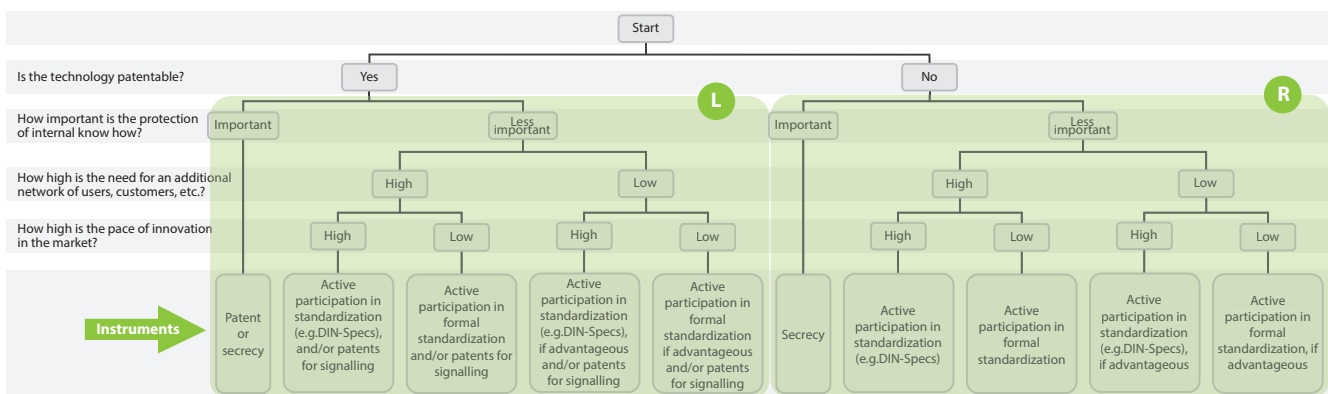 Start
Is the technology patentable?
Yes
No
L
R
How important is the protection
of internal know how?
Important
Less
important
Important
Less
important
How high is the need for an additional
network of users, customers, etc.?
High
Low
High
Low
How high is the pace of innovation
in the market?
High
Low
High
Low
High
Low
High
Low
Instruments
Patent
or
secrecy
Active
participation in
standardization
(e.g.DIN-Specs),
and/or patents
for signalling
Active
participation in
formal
standardization
and/or patents for
signalling
Active
participation in
standardization
(e.g.DIN-Specs),
if advantageous
and/or patents
for signalling
Active
participation in
formal
standardization
if advantageous
and/or patents
for signalling
Secrecy
Active
participation in
standardization
(e.g.DIN-Specs)
Active
participation in
formal
standardization
Active
participation in
standardization
(e.g.DIN-Specs),
if advantageous
Active
participation in
formal
standardization, if
advantageous